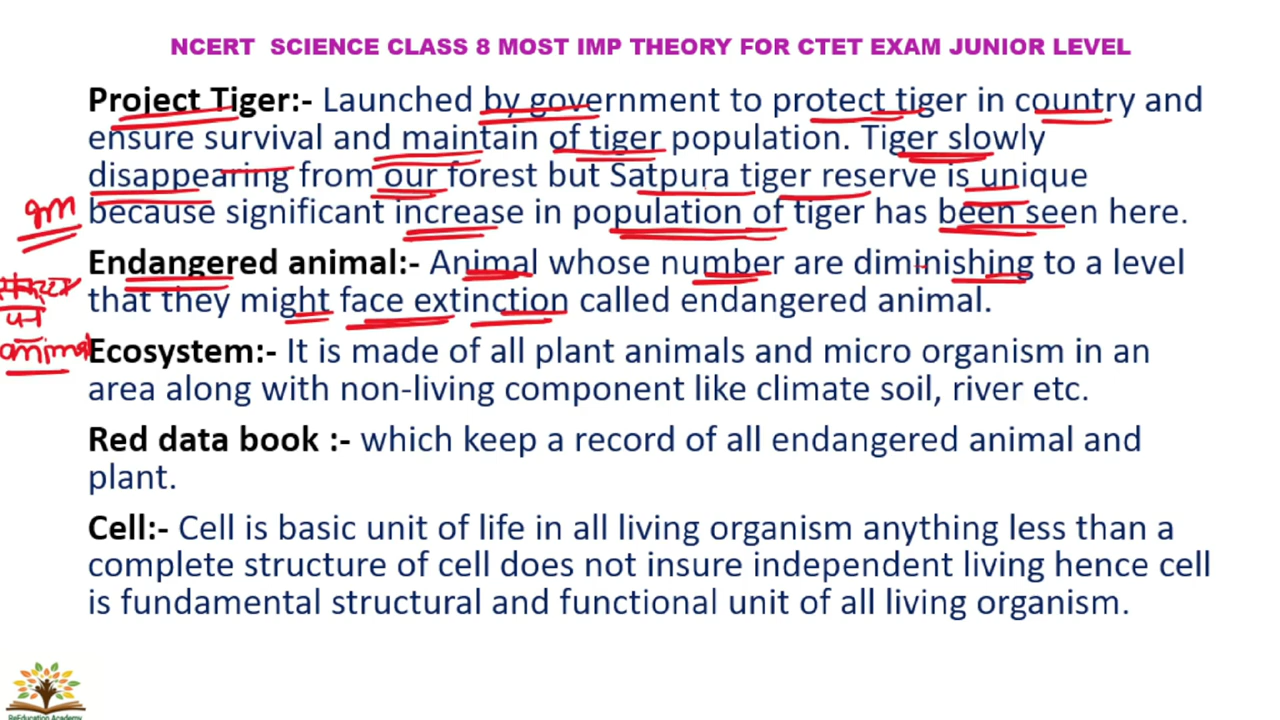 NCERT SCIENCE CLASS 8 MOST IMP THEORY FOR CTET EXAM JUNIOR LEVEL
Project Tiger:- Launched by government to protect tiger in country and
ensure survival and maintain of tiger population. Tiger slowly
disappearing from our forest but Satpura tiger reserve is unique
because significant increase in population of tiger has been seen here.
Endangered animal:- Animal whose number are diminishing to a level
that they might face extinction called endangered animal.
animal
Ecosystem:- It is made of all plant animals and micro organism in an
area along with non-living component like climate soil, river etc.
Red data book :- which keep a record of all endangered animal and
plant.
Cell:- Cell is basic unit of life in all living organism anything less than a
complete structure of cell does not insure independent living hence cell
is fundamental structural and functional unit of all living organism.
ReEducation Academy